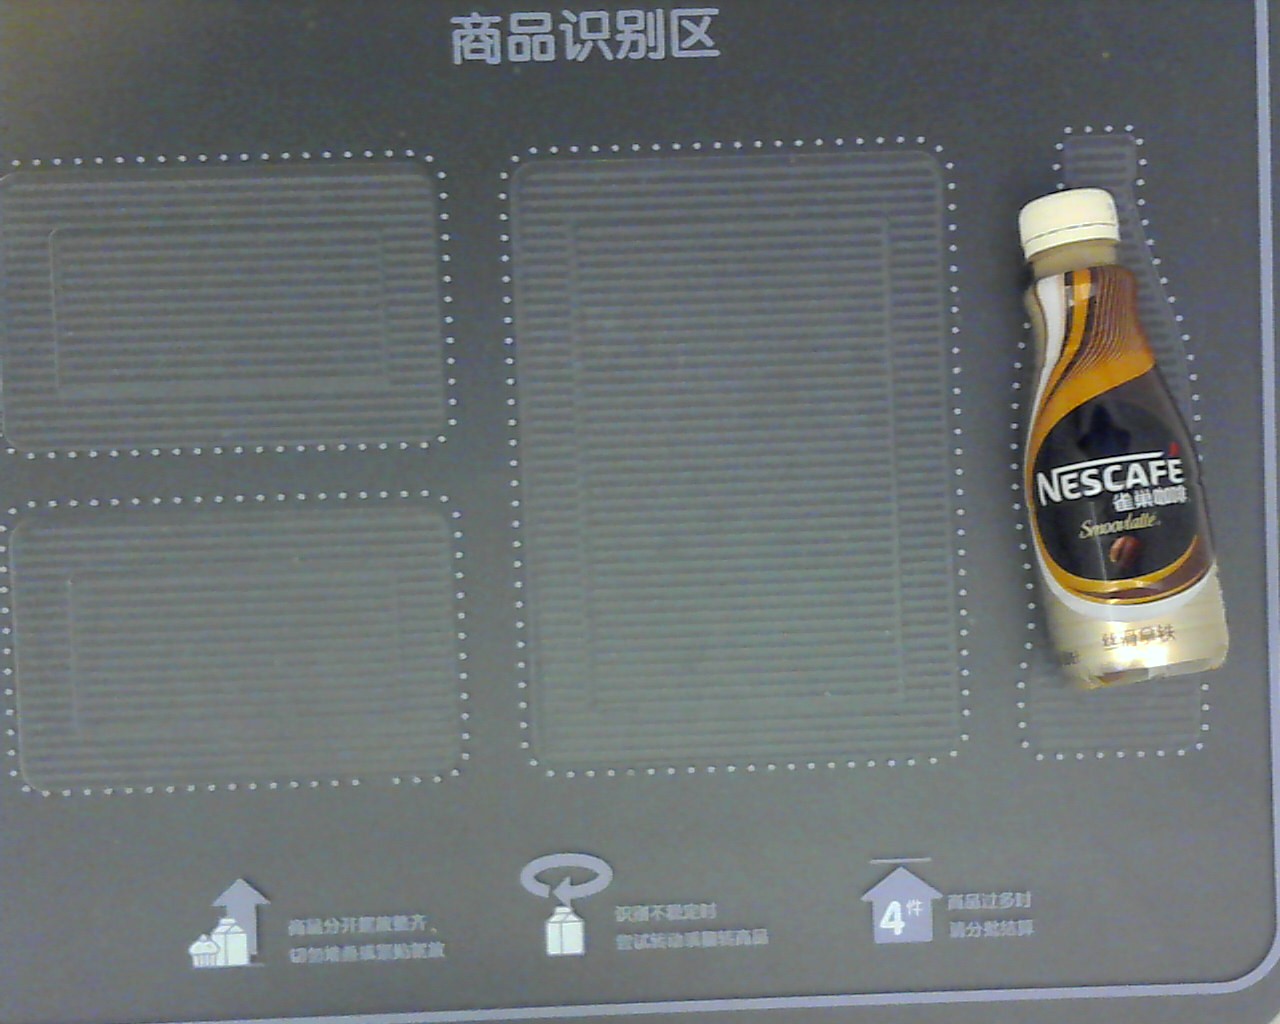 商品识别区
NESCAFÉ
雀巢咖啡
Smoovlatte
丝滑拿铁
商品分开摆放整齐，
切勿堆叠或紧贴摆放
识别不稳定时
尝试转动或翻转商品
4件
商品过多时
请分批结算